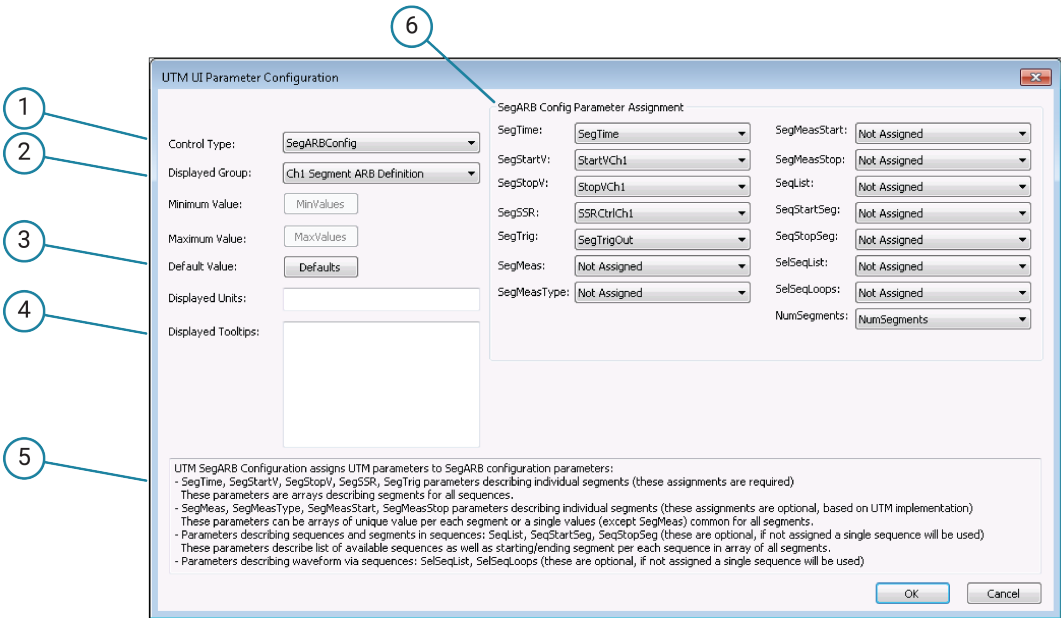 6
UTM UI Parameter Configuration
1
2
3
4
5
Control Type:
SegARBConfig
Displayed Group:
Ch1 Segment ARB Definition
Minimum Value:
MinValues
Maximum Value:
MaxValues
Default Value:
Defaults
Displayed Units:
Displayed Tooltips:
SegARB Config Parameter Assignment
SegTime:
SegTime
SegStartV:
StartVCh1
SegStopV:
StopVCh1
SegSSR:
SSRCtrlCh1
SegTrig:
SegTrigOut
SegMeas:
Not Assigned
SegMeasType:
Not Assigned
SegMeasStart:
Not Assigned
SegMeasStop:
Not Assigned
SeqList:
Not Assigned
SeqStartSeg:
Not Assigned
SeqStopSeg:
Not Assigned
SelSeqList:
Not Assigned
SelSeqLoops:
Not Assigned
NumSegments:
NumSegments
UTM SegARB Configuration assigns UTM parameters to SegARB configuration parameters:
- SegTime, SegStartV, SegStopV, SegSSR, SegTrig parameters describing individual segments (these assignments are required)
These parameters are arrays describing segments for all sequences.
- SegMeas, SegMeasType, SegMeasStart, SegMeasStop parameters describing individual segments (these assignments are optional, based on UTM implementation)
These parameters can be arrays of unique value per each segment or a single values (except SegMeas) common for all segments.
- Parameters describing sequences and segments in sequences: SeqList, SeqStartSeg, SeqStopSeg (these are optional, if not assigned a single sequence will be used)
These parameters describe list of available sequences as well as starting/ending segment per each sequence in array of all segments.
- Parameters describing waveform via sequences: SelSeqList, SelSeqLoops (these are optional, if not assigned a single sequence will be used)
OK
Cancel